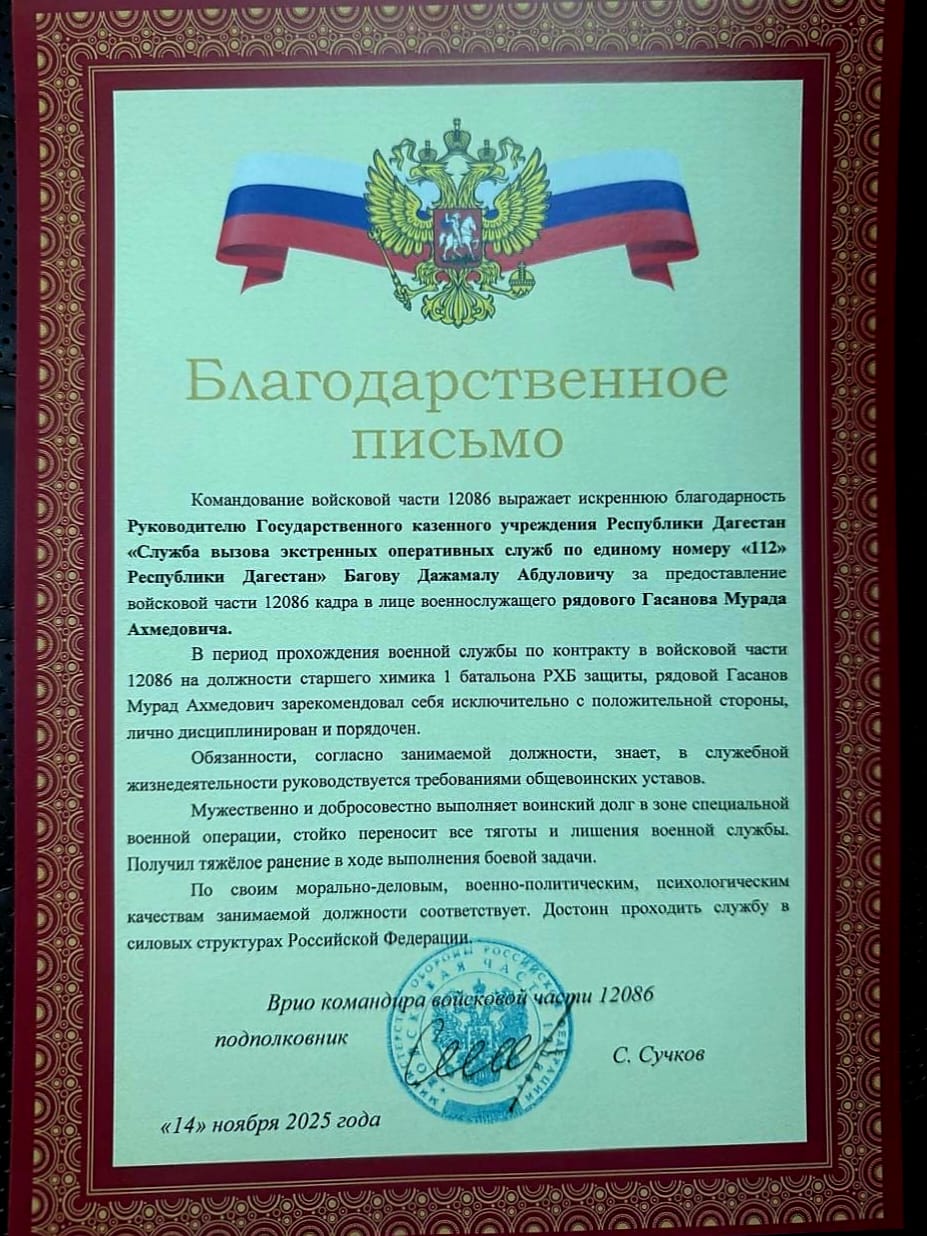 Благодарственное
письмо
Командование войсковой части 12086 выражает искреннюю благодарность
Руководителю Государственного казенного учреждения Республики Дагестан
«Служба вызова экстренных оперативных служб по единому номеру «112»
Республики Дагестан» Багову Дажамалу Абдуловичу за предоставление
войсковой части 12086 кадра в лице военнослужащего рядового Гасанова Мурада
Ахмедовича.
В период прохождения военной службы по контракту в войсковой части
12086 на должности старшего химика 1 батальона РХБ защиты, рядовой Гасанов
Мурад Ахмедович зарекомендовал себя исключительно с положительной стороны,
лично дисциплинирован и порядочен.
Обязанности, согласно занимаемой должности, знает, в служебной
жизнедеятельности руководствуется требованиями общевоинских уставов.
Мужественно и добросовестно выполняет воинский долг в зоне специальной
военной операции, стойко переносит все тяготы и лишения военной службы.
Получил тяжёлое ранение в ходе выполнения боевой задачи.
По своим морально-деловым, военно-политическим, психологическим
качествам занимаемой должности соответствует. Достоин проходить службу в
силовых структурах Российской Федерации.
Врио командира войсковой части 12086
подполковник
С. Сучков
«14» ноября 2025 года
МИНИСТЕРСТВО ОБОРОНЫ РОССИЙСКОЙ ФЕДЕРАЦИИ
ВОЙСКОВАЯ ЧАСТЬ